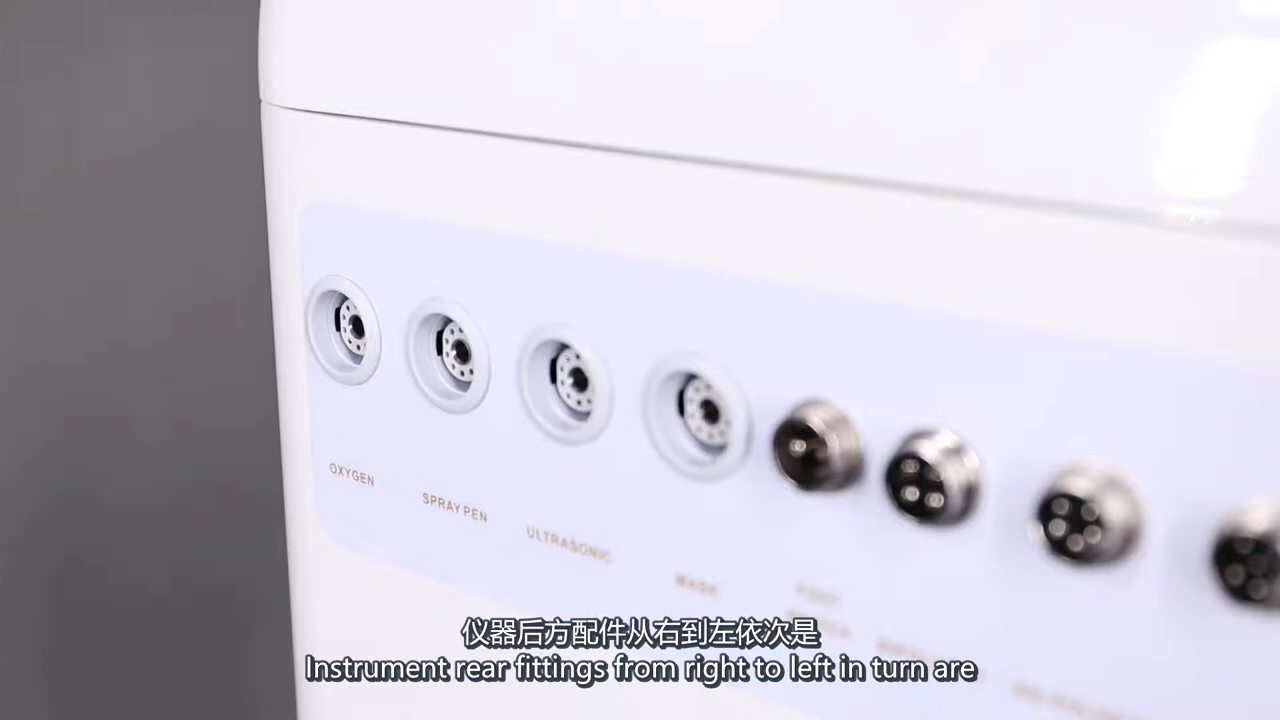 OXYGEN
SPRAY PEN
ULTRASONIC
MASK
仪器后方配件从右到左依次是
Instrument rear fittings from right to left in turn are